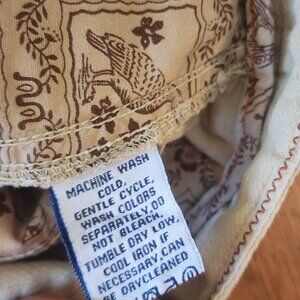 MACHINE WASH
COLD,
GENTLE CYCLE,
WASH COLORS
SEPARATELY,DO
NOT BLEACH,
TUMBLE DRY LOW,
COOL IRON IF
NECESSARY,CAN
BE DRYCLEANED